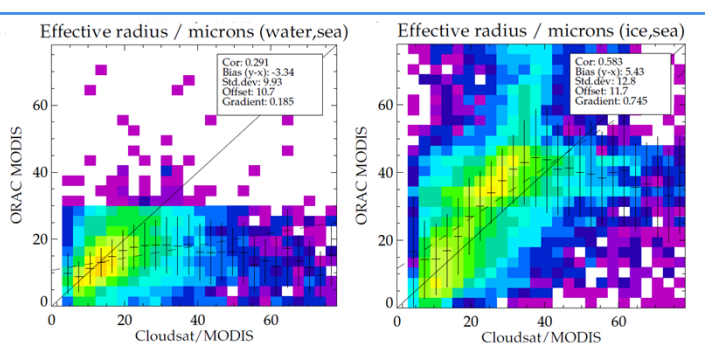 Effective radius / microns (water,sea)
Cor: 0.291
Bias (y-x): -3.34
Std.dev: 9.93
Offset: 10.7
Gradient: 0.185
ORAC MODIS
60
40
20
0
0 20 40 60
Cloudsat/MODIS
Effective radius / microns (ice,sea)
Cor: 0.583
Bias (y-x): 5.43
Std.dev: 12.8
Offset: 11.7
Gradient: 0.745
ORAC MODIS
60
40
20
0
0 20 40 60
Cloudsat/MODIS